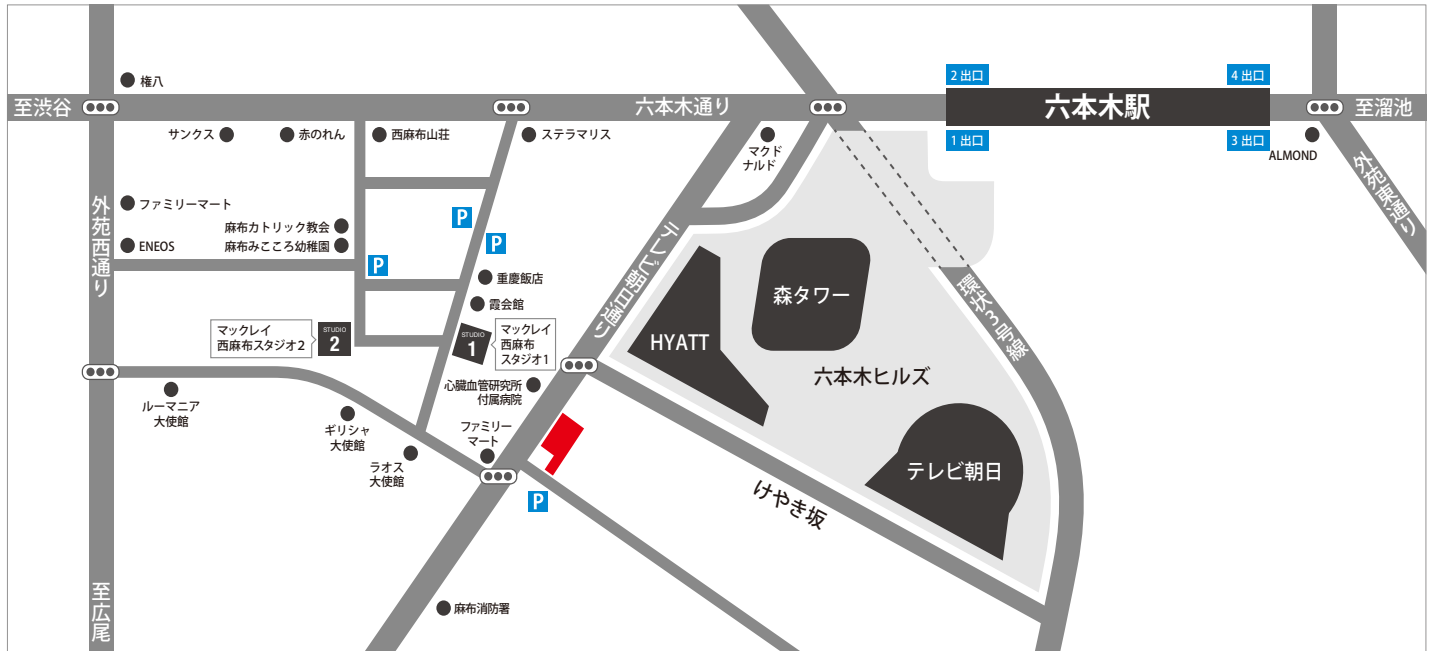 権八
2 出口
4 出口
至渋谷
六本木通り
六本木駅
至溜池
サンクス
赤のれん
西麻布山荘
ステラマリス
マクド
ナルド
1 出口
3 出口
ALMOND
外苑東通り
外苑西通り
ファミリーマート
麻布カトリック教会
ENEOS
麻布みこころ幼稚園
P
P
P
テレビ朝日通り
重慶飯店
霞会館
森タワー
環状3号線
HYATT
六本木ヒルズ
マックレイ
西麻布スタジオ2
STUDIO
2
STUDIO
1
マックレイ
西麻布
スタジオ1
心臓血管研究所
付属病院
ルーマニア
大使館
ギリシャ
大使館
ファミリー
マート
ラオス
大使館
テレビ朝日
けやき坂
P
至広尾
麻布消防署